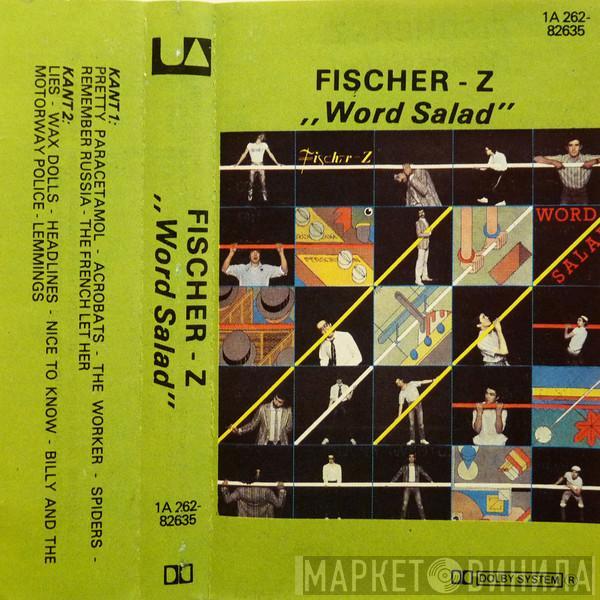 KANT 1:
PRETTY PARACETAMOL - ACROBATS - THE WORKER - SPIDERS -
REMEMBER RUSSIA - THE FRENCH LET HER
KANT 2:
LIES - WAX DOLLS - HEADLINES - NICE TO KNOW - BILLY AND THE
MOTORWAY POLICE - LEMMINGS
UA
FISCHER - Z
,,Word Salad”
1A 262-
82635
1A 262-
82635
FISCHER - Z
,,Word Salad”
Fischer-Z
WORD
SALAD
DOLBY SYSTEM (R)
МАРКЕТ ВИНИЛА